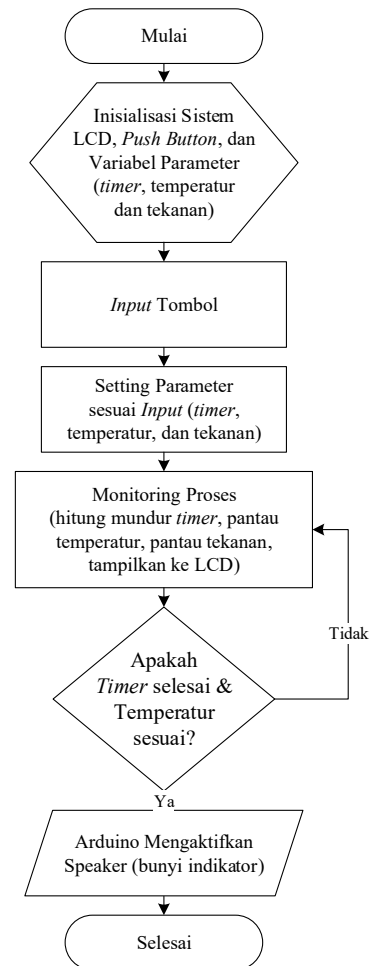 Mulai
Inisialisasi Sistem
LCD, Push Button, dan
Variabel Parameter
(timer, temperatur
dan tekanan)
Input Tombol
Setting Parameter
sesuai Input (timer,
temperatur, dan tekanan)
Monitoring Proses
(hitung mundur timer, pantau
temperatur, pantau tekanan,
tampilkan ke LCD)
Tidak
Apakah
Timer selesai &
Temperatur
sesuai?
Ya
Arduino Mengaktifkan
Speaker (bunyi indikator)
Selesai